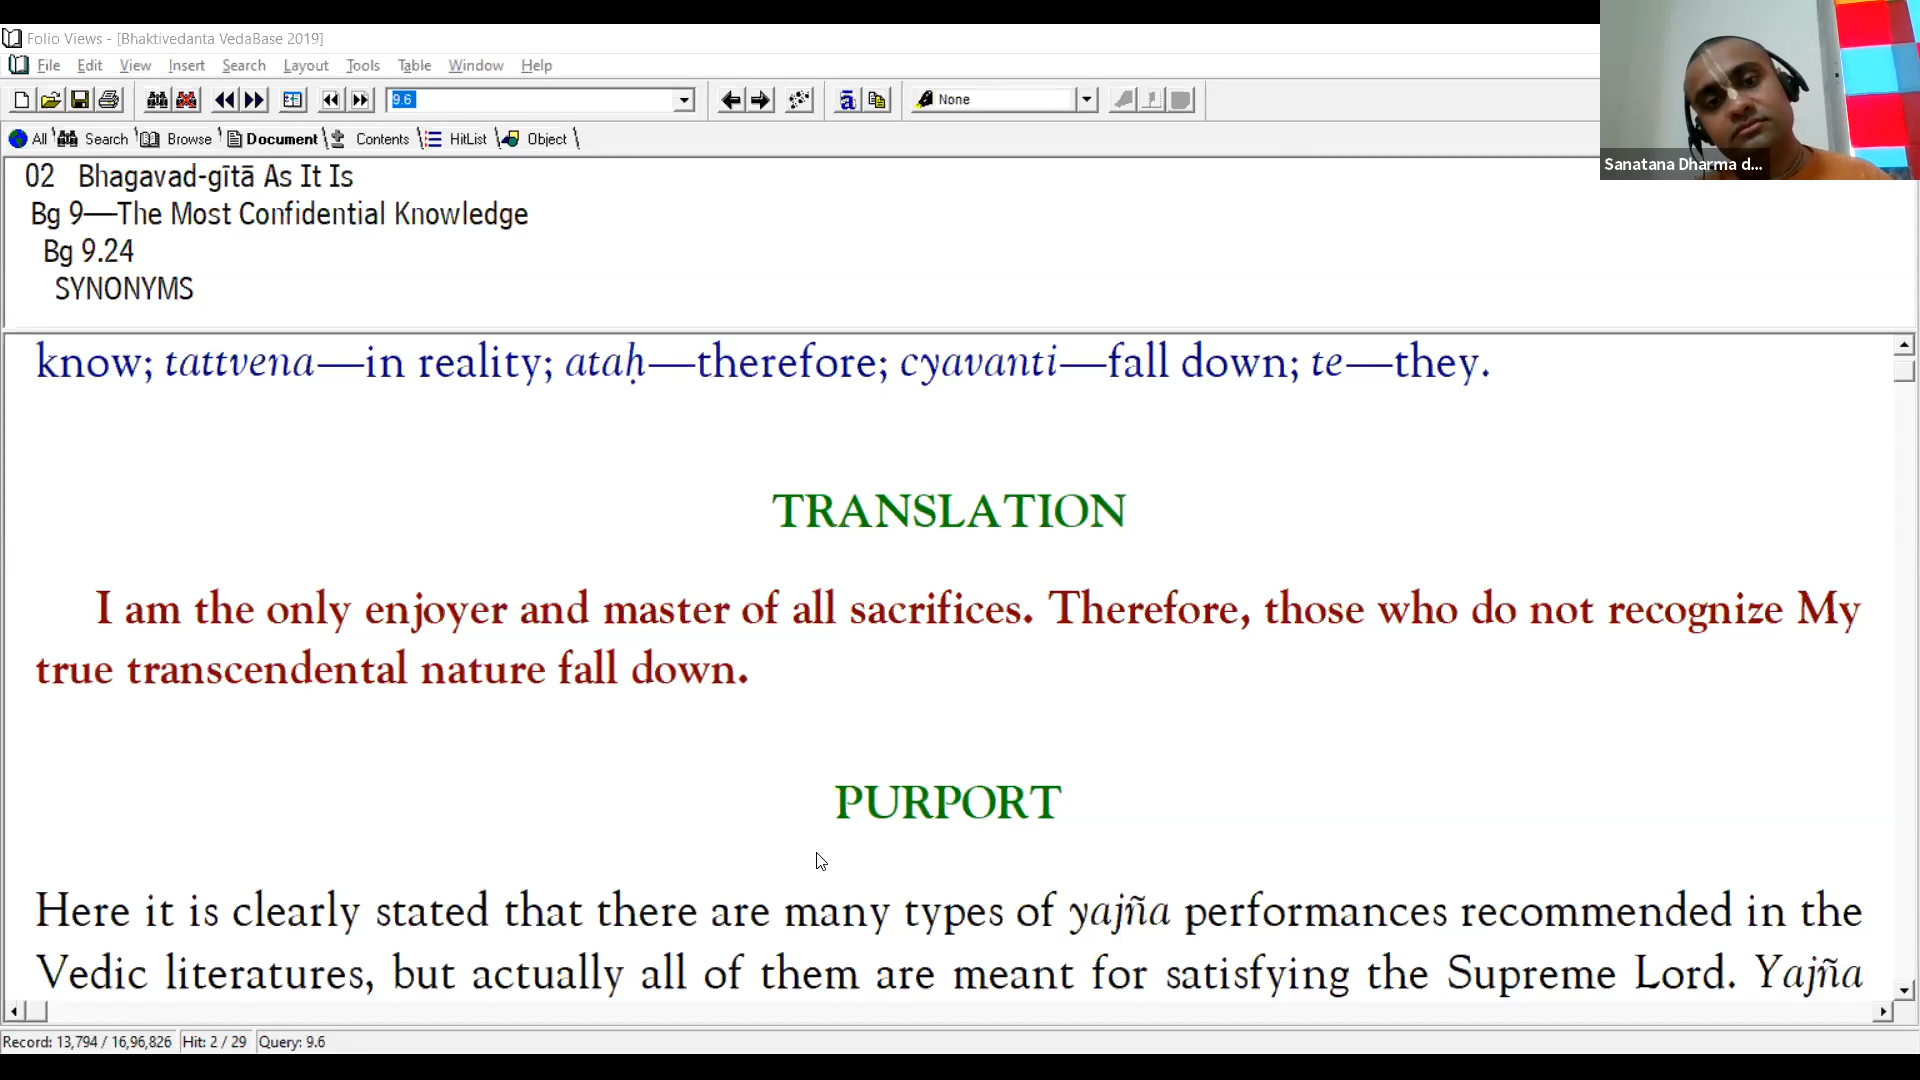 Folio Views - [Bhaktivedanta VedaBase 2019]
File Edit View Insert Search Layout Tools Table Window Help
9.6 None
All Search Browse Document Contents HitList Object
Sanatana Dharma d...
02 Bhagavad-gītā As It Is
Bg 9—The Most Confidential Knowledge
Bg 9.24
SYNONYMS
know; tattvena—in reality; ataḥ—therefore; cyavanti—fall down; te—they.
TRANSLATION
I am the only enjoyer and master of all sacrifices. Therefore, those who do not recognize My
true transcendental nature fall down.
PURPORT
Here it is clearly stated that there are many types of yajña performances recommended in the
Vedic literatures, but actually all of them are meant for satisfying the Supreme Lord. Yajña
Record: 13,794 / 16,96,826 Hit: 2 / 29 Query: 9.6